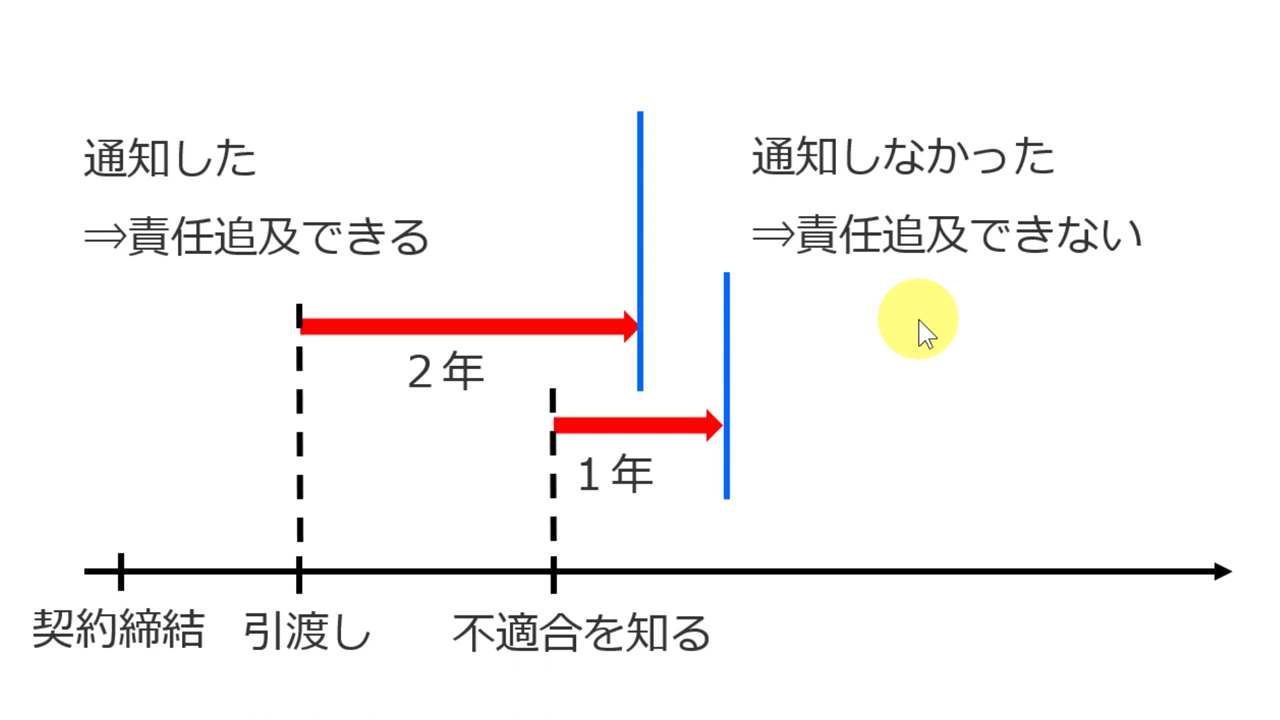 通知した
⇒責任追及できる
通知しなかった
⇒責任追及できない
２年
１年
契約締結
引渡し
不適合を知る